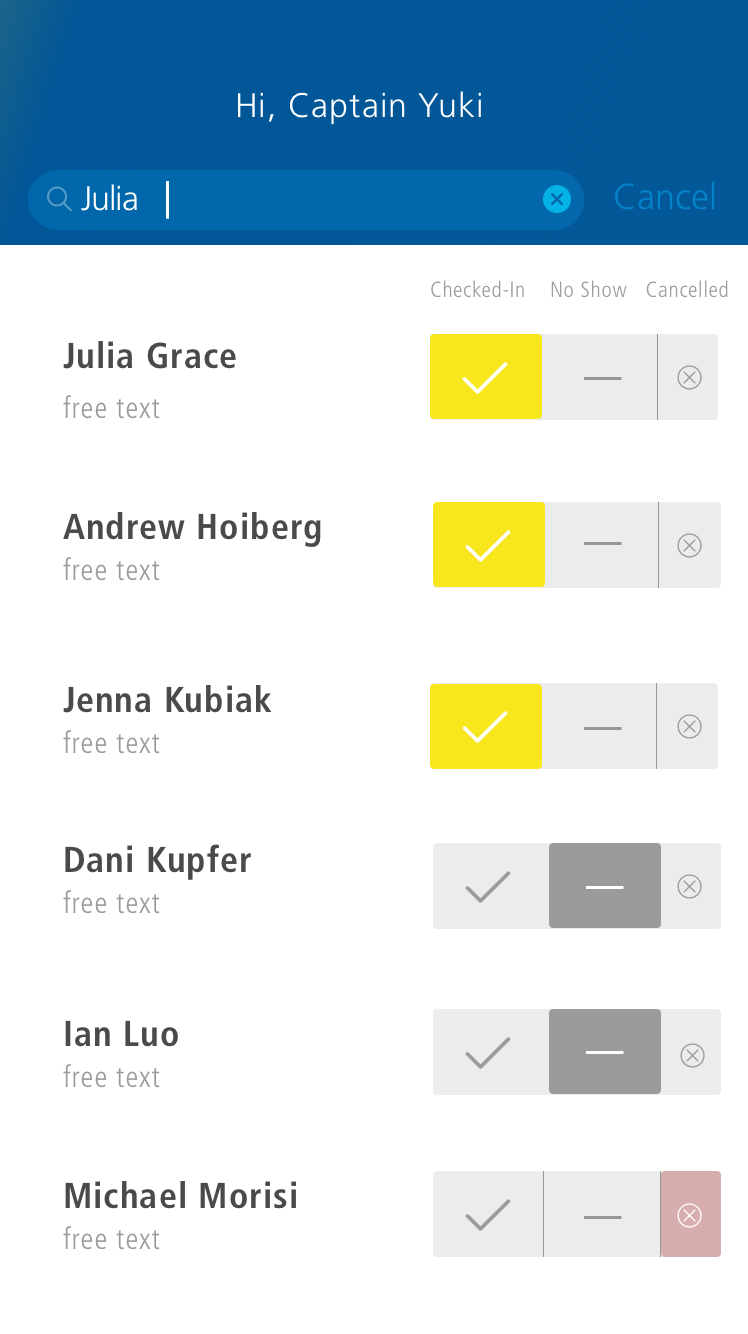 Hi, Captain Yuki
Julia
Cancel
Checked-In No Show Cancelled
Julia Grace
free text
Andrew Hoiberg
free text
Jenna Kubiak
free text
Dani Kupfer
free text
Ian Luo
free text
Michael Morisi
free text